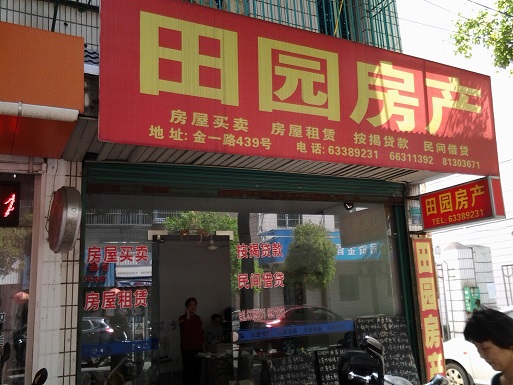 田园房产
房屋买卖 房屋租赁 按揭贷款 民间借贷
地址:金一路439号 电话:63389231 66311392 81303671
田园房产
TEL:63389231
房屋买卖
房屋租赁
按揭贷款
民间借贷
田园房产